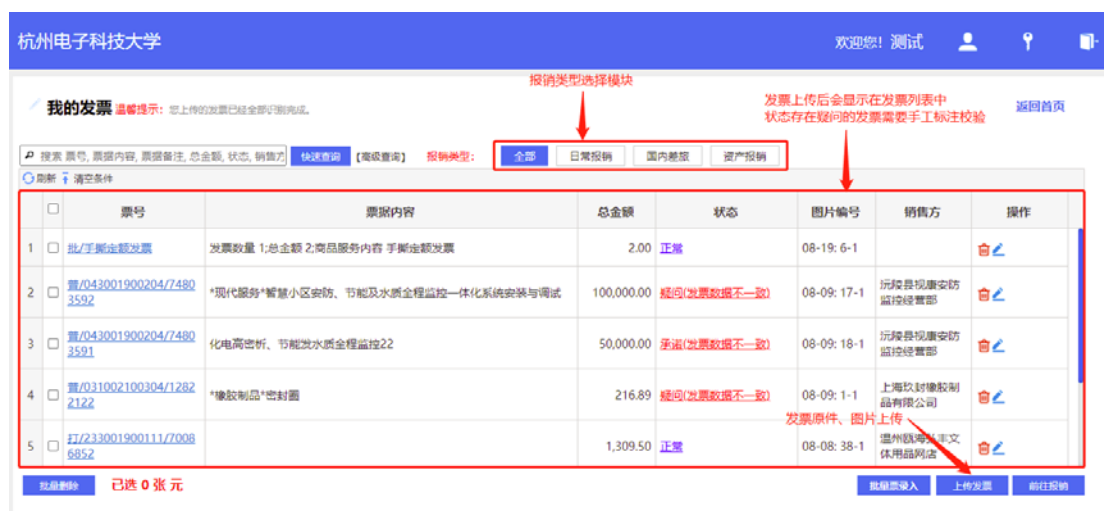 杭州电子科技大学
欢迎您! 测试
报销类型选择模块
我的发票 温馨提示: 您上传的发票已经全部识别完成。
发票上传后会显示在发票列表中
状态存在疑问的发票需要手工标注校验
返回首页
搜索 票号, 票据内容, 票据备注, 总金额, 状态, 销售方 快速查询 【高级查询】 报销类型: 全部 日常报销 国内差旅 资产报销
刷新 清空条件
票号 票据内容 总金额 状态 图片编号 销售方 操作
1 批/手撕定额发票 发票数量 1;总金额 2;商品服务内容 手撕定额发票 2.00 正常 08-19: 6-1
2 普/043001900204/7480
3592 *现代服务*智慧小区安防、节能及水质全程监控一体化系统安装与调试 100,000.00 疑问(发票数据不一致) 08-09: 17-1 沅陵县视康安防
监控经营部
3 普/043001900204/7480
3591 化电高密析、节能发水质全程监控22 50,000.00 承诺(发票数据不一致) 08-09: 18-1 沅陵县视康安防
监控经营部
4 普/031002100304/1282
2122 *橡胶制品*密封圈 216.89 疑问(发票数据不一致) 08-09: 1-1 上海玖封橡胶制
品有限公司
发票原件、图片上传
5 打/233001900111/7008
6852 1,309.50 正常 08-08: 38-1 温州瓯海弘丰文
体用品网店
批量删除 已选 0 张 元 批量票录入 上传发票 前往报销